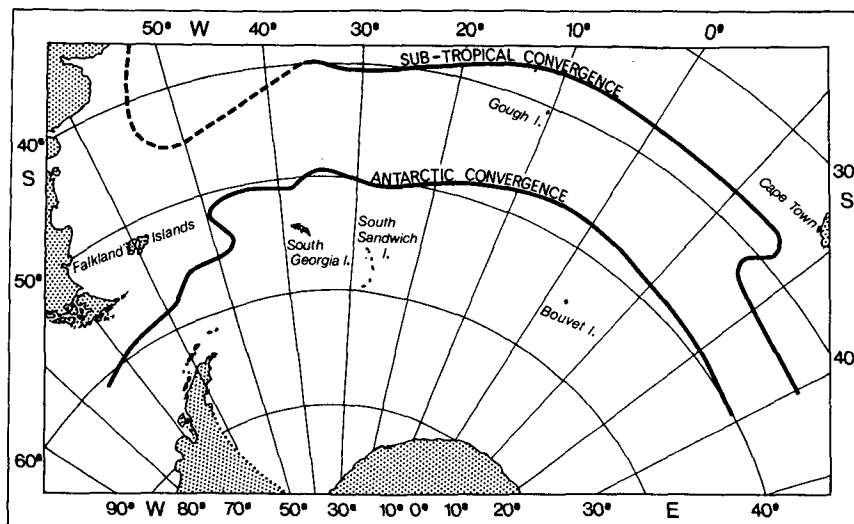 50° W 40° 30° 20° 10° 0°
SUB-TROPICAL CONVERGENCE
Gough I.
40°
S
30°
S
ANTARCTIC CONVERGENCE
Cape Town
Falkland Islands
South
Georgia I.
South
Sandwich
I.
50°
Bouvet I.
40°
60°
90° W 80° 70° 50° 30° 10° 0° 10° 20° 30° E 40°